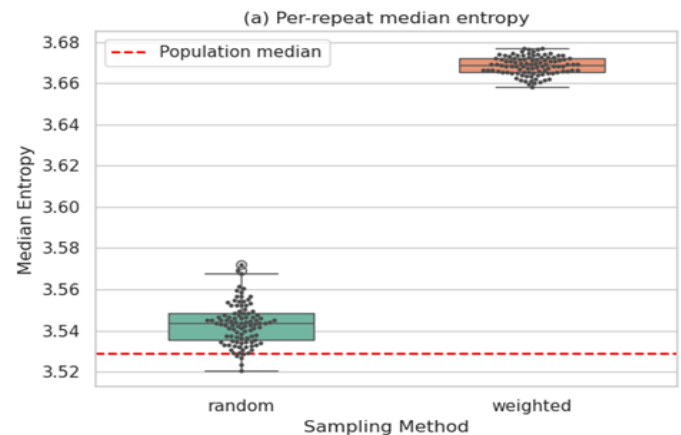 (a) Per-repeat median entropy
Population median
3.68
3.66
3.64
3.62
3.60
3.58
3.56
3.54
3.52
Median Entropy
random
weighted
Sampling Method